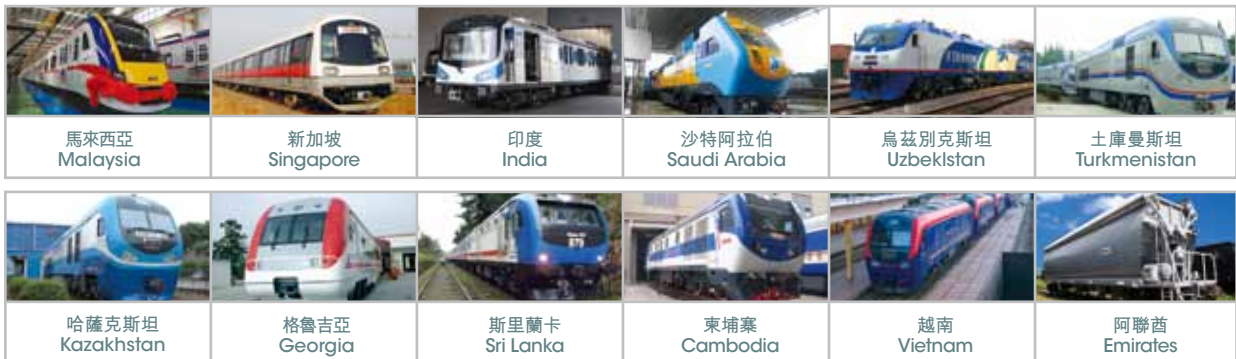 馬來西亞
Malaysia
新加坡
Singapore
印度
India
沙特阿拉伯
Saudi Arabia
烏茲別克斯坦
UzbekIstan
土庫曼斯坦
Turkmenistan
哈薩克斯坦
Kazakhstan
格魯吉亞
Georgia
斯里蘭卡
Sri Lanka
柬埔寨
Cambodia
越南
Vietnam
阿聯酋
Emirates